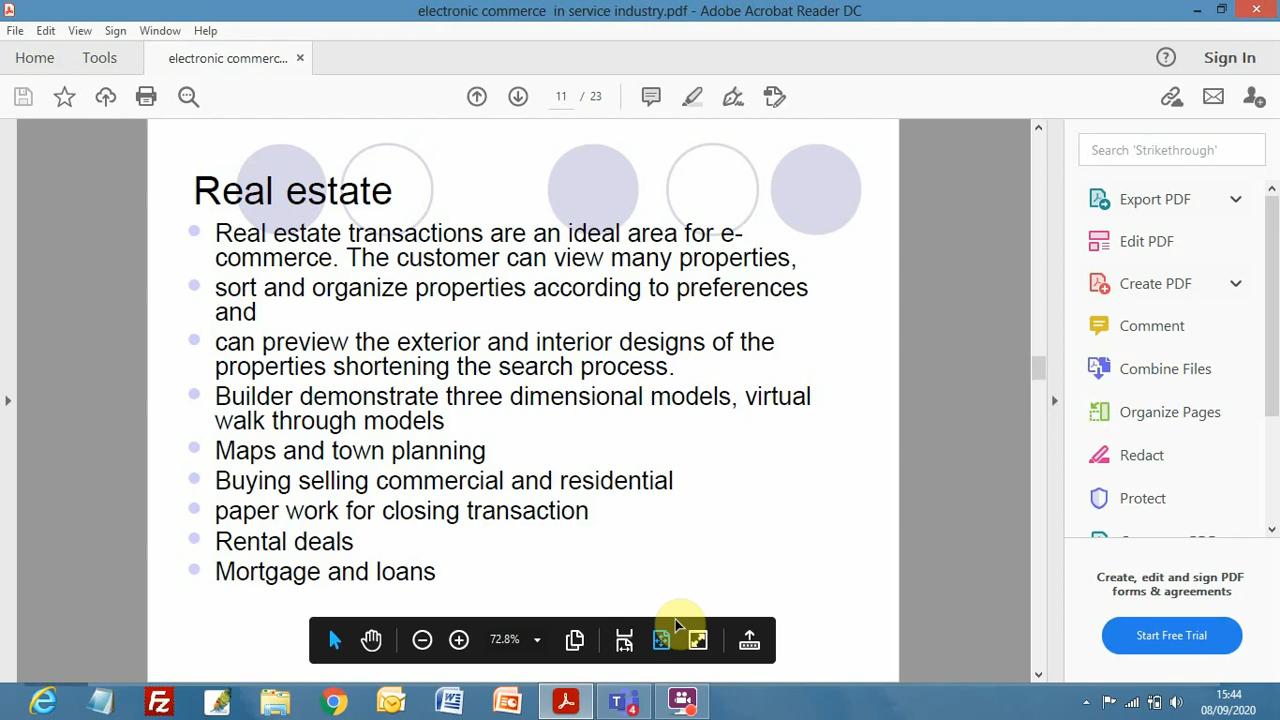 electronic commerce in service industry.pdf - Adobe Acrobat Reader DC
File Edit View Sign Window Help
Home Tools electronic commerc... × Sign In
11 / 23
Search 'Strikethrough'
Real estate
Real estate transactions are an ideal area for e-
commerce. The customer can view many properties,
sort and organize properties according to preferences
and
can preview the exterior and interior designs of the
properties shortening the search process.
Builder demonstrate three dimensional models, virtual
walk through models
Maps and town planning
Buying selling commercial and residential
paper work for closing transaction
Rental deals
Mortgage and loans
Export PDF
Edit PDF
Create PDF
Comment
Combine Files
Organize Pages
Redact
Protect
Create, edit and sign PDF
forms & agreements
Start Free Trial
72.8%
4
15:44
08/09/2020